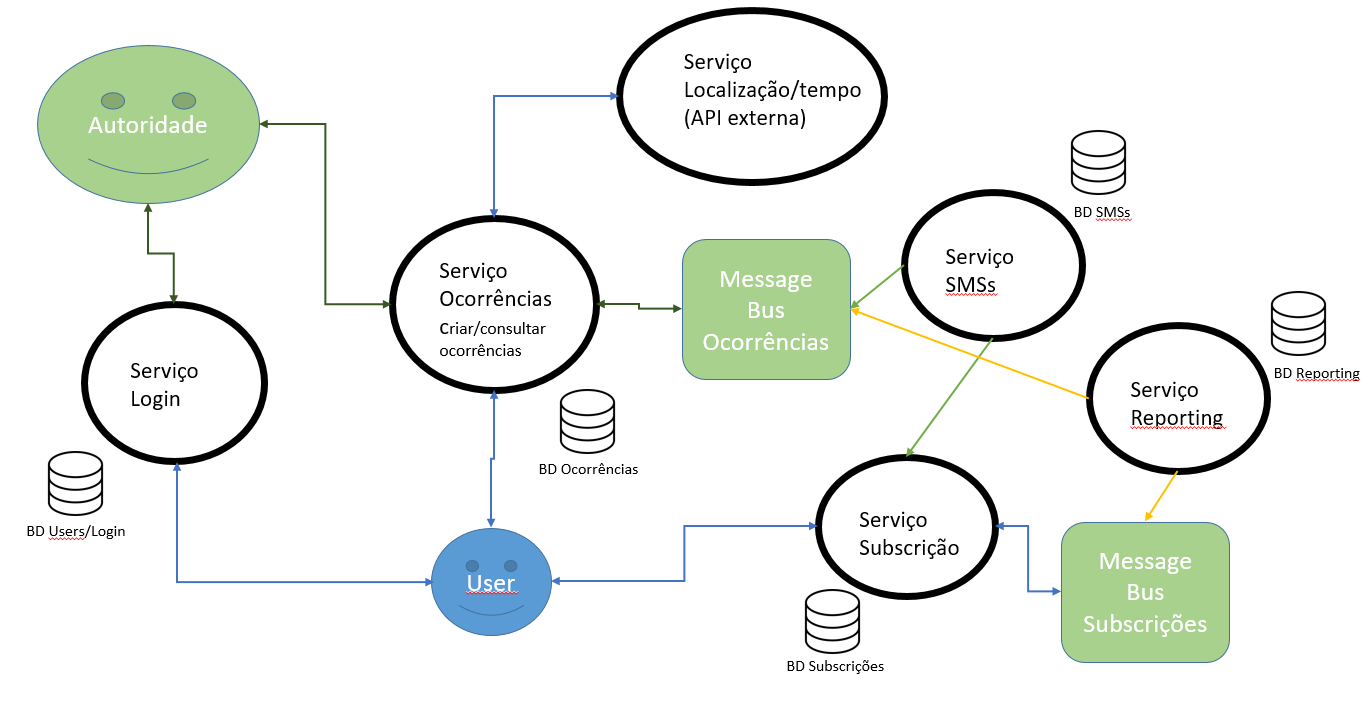 Serviço
Localização/tempo
(API externa)
Autoridade
BD SMSs
Serviço
SMSs
Serviço
Ocorrências
Criar/consultar
ocorrências
Message
Bus
Ocorrências
BD Reporting
Serviço
Login
Serviço
Reporting
BD Ocorrências
BD Users/Login
Serviço
Subscrição
User
Message
Bus
Subscrições
BD Subscrições